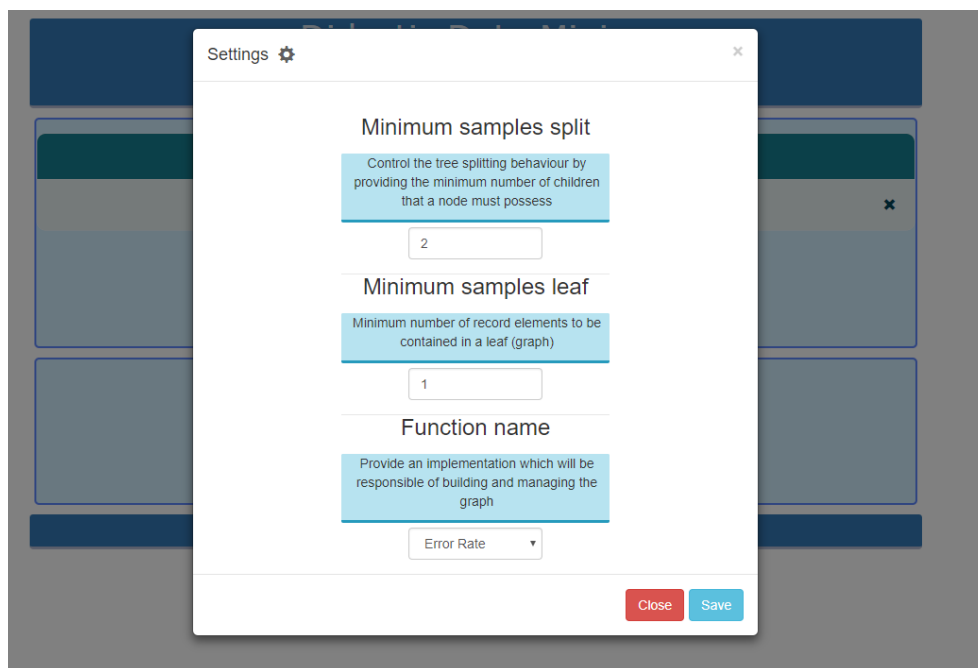 Settings
Minimum samples split
Control the tree splitting behaviour by
providing the minimum number of children
that a node must possess
2
Minimum samples leaf
Minimum number of record elements to be
contained in a leaf (graph)
1
Function name
Provide an implementation which will be
responsible of building and managing the
graph
Error Rate
Close Save